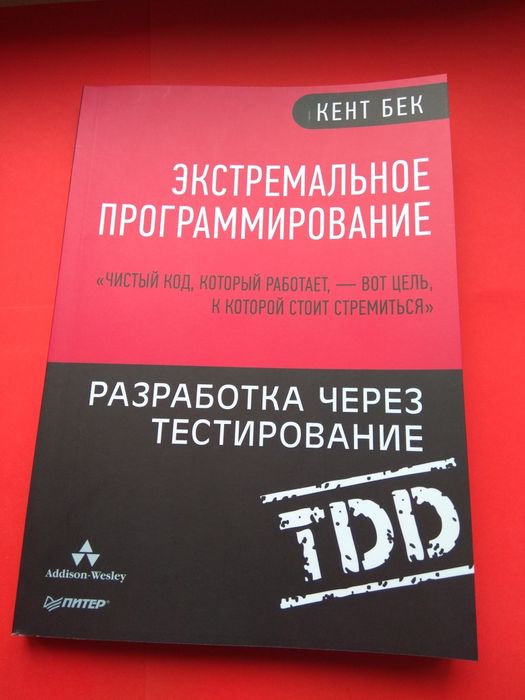 КЕНТ БЕК
ЭКСТРЕМАЛЬНОЕ
ПРОГРАММИРОВАНИЕ
«ЧИСТЫЙ КОД, КОТОРЫЙ РАБОТАЕТ, — ВОТ ЦЕЛЬ,
К КОТОРОЙ СТОИТ СТРЕМИТЬСЯ»
РАЗРАБОТКА ЧЕРЕЗ
ТЕСТИРОВАНИЕ
TDD
Addison-Wesley
ПИТЕР®